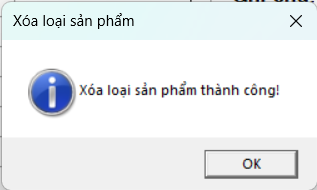 Xóa loại sản phẩm
Xóa loại sản phẩm thành công!
OK